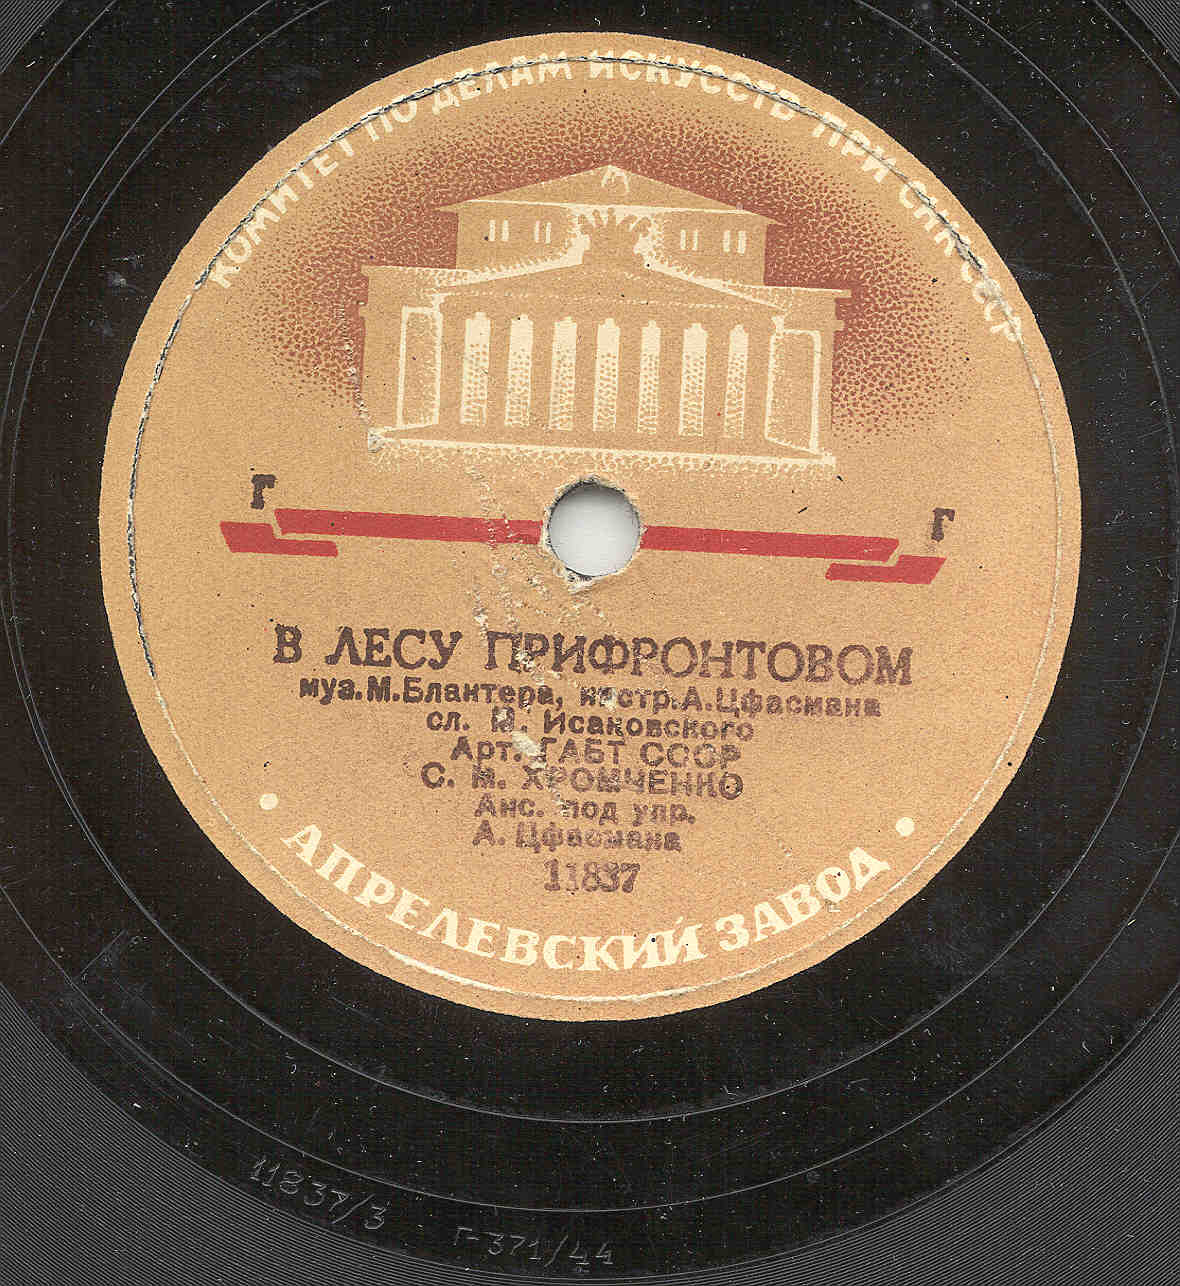 КОМИТЕТ ПО ДЕЛАМ ИСКУССТВ ПРИ СНК СССР
Г Г
В ЛЕСУ ПРИФРОНТОВОМ
муз.М.Блантера, инстр.А.Цфасмана
сл. М. Исаковского
Арт. ГАБТ СССР
С. М. ХРОМЧЕНКО
Анс. под упр.
А. Цфасмана
11837
• АПРЕЛЕВСКИЙ ЗАВОД •
11837/3
Г-371/44